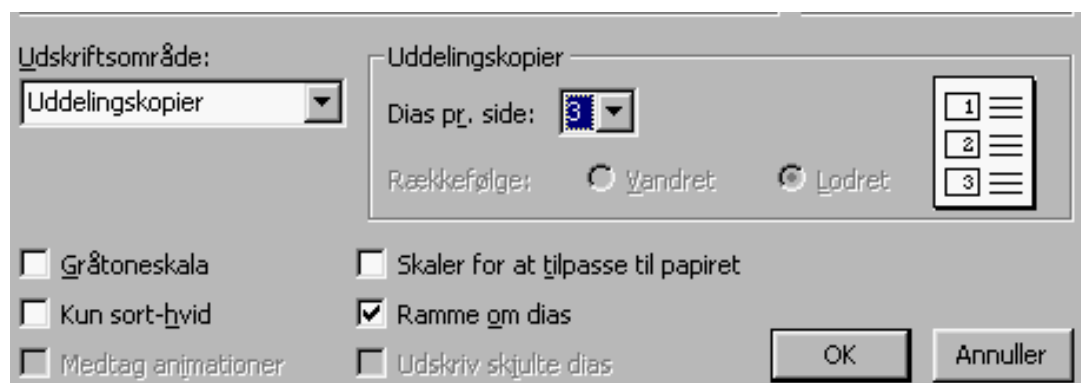 Udskriftsområde:
Uddelingskopier
Uddelingskopier
Dias pr. side: 3
Rækkefølge: Vandret Lodret
1
2
3
Gråtoneskala
Skaler for at tilpasse til papiret
Kun sort-hvid
Ramme om dias
Medtag animationer
Udskriv skjulte dias
OK
Annuller